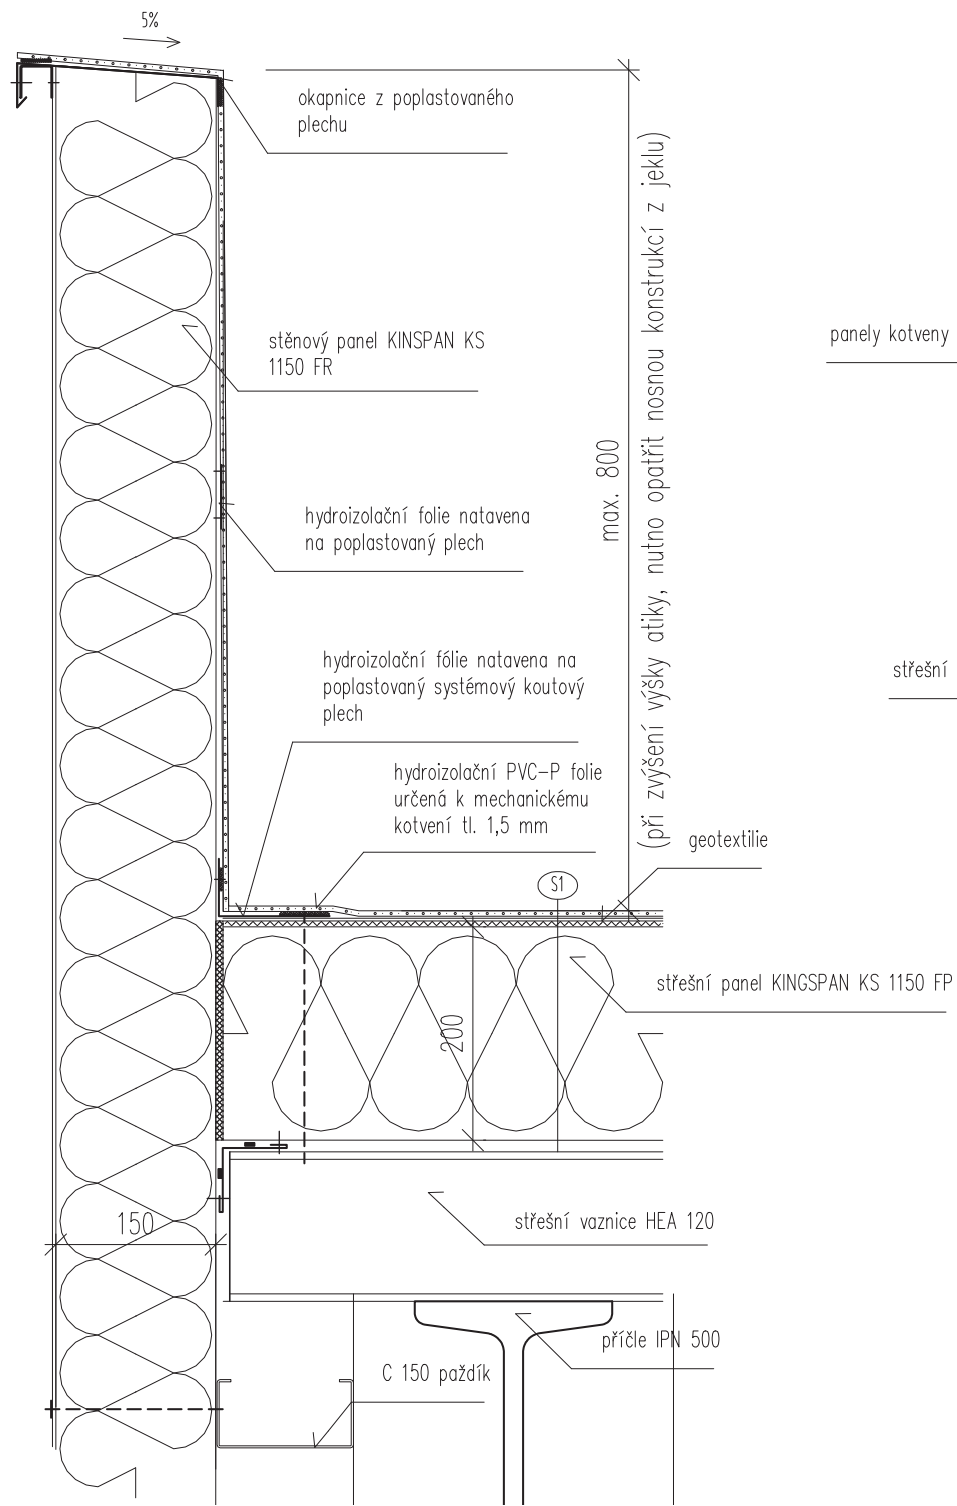 5%
okapnice z poplastovaného
plechu
stěnový panel KINSPAN KS
1150 FR
hydroizolační folie natavena
na poplastovaný plech
hydroizolační fólie natavena na
poplastovaný systémový koutový
plech
hydroizolační PVC-P folie
určená k mechanickému
kotvení tl. 1,5 mm
max. 800
(při zvýšení výšky atiky, nutno opatřit nosnou konstrukcí z jeklu)
panely kotveny
střešní
geotextilie
S1
střešní panel KINGSPAN KS 1150 FP
200
150
střešní vaznice HEA 120
příčle IPN 500
C 150 paždík